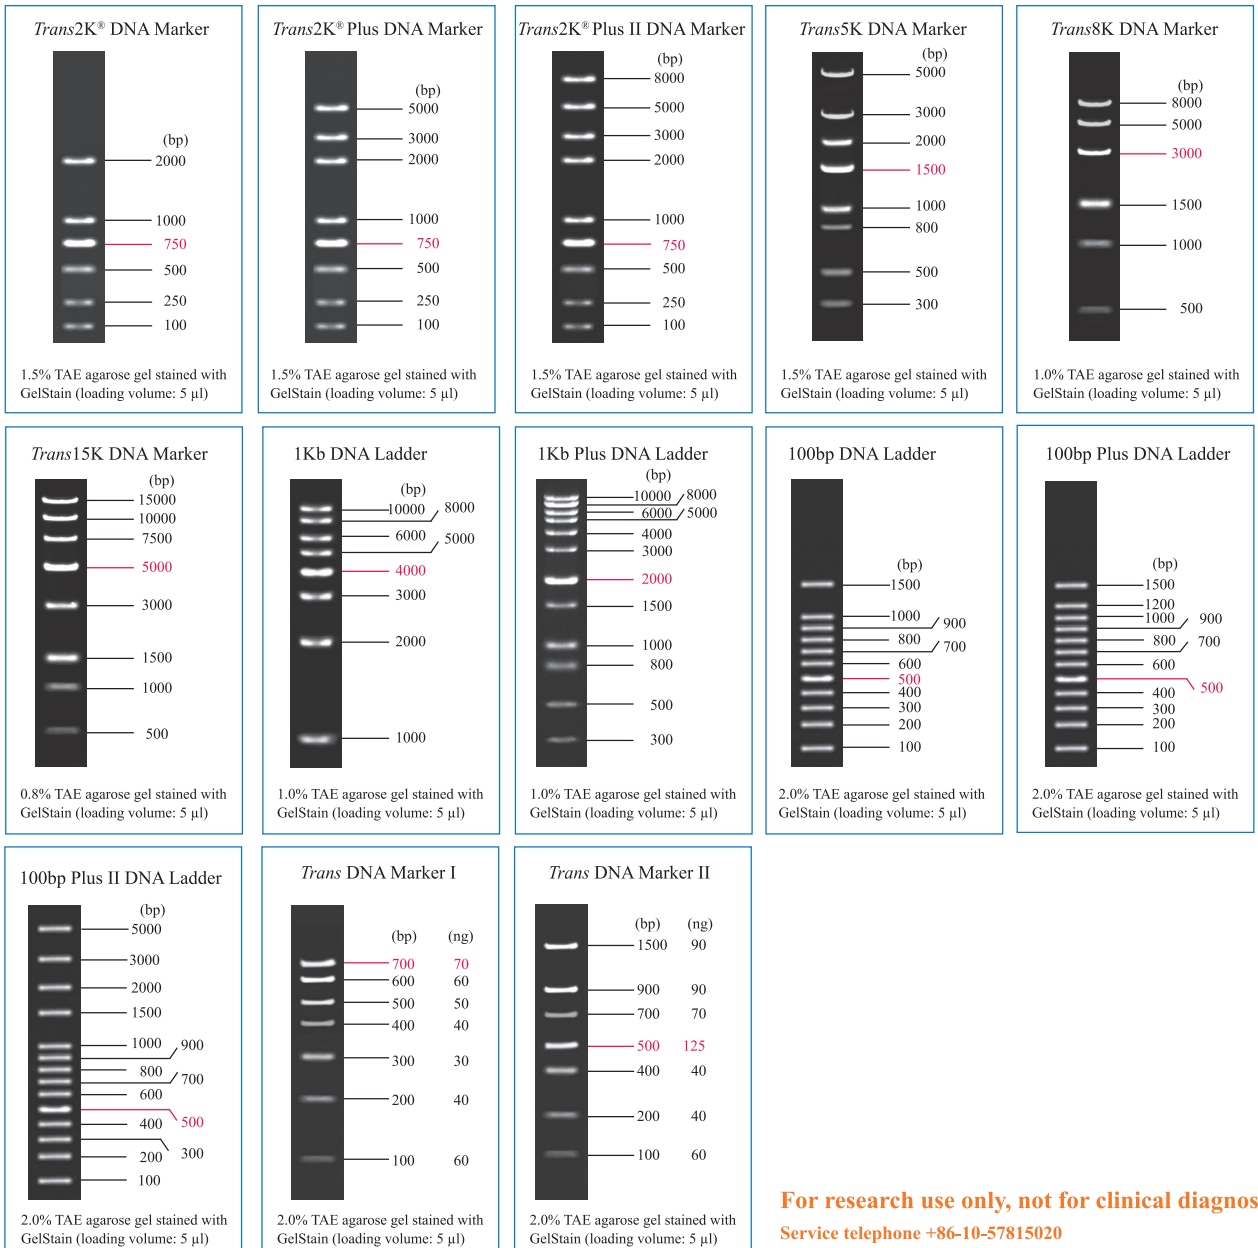 Trans2K® DNA Marker
(bp)
2000
1000
750
500
250
100
1.5% TAE agarose gel stained with
GelStain (loading volume: 5 µl)
Trans2K® Plus DNA Marker
(bp)
5000
3000
2000
1000
750
500
250
100
1.5% TAE agarose gel stained with
GelStain (loading volume: 5 µl)
Trans2K® Plus II DNA Marker
(bp)
8000
5000
3000
2000
1000
750
500
250
100
1.5% TAE agarose gel stained with
GelStain (loading volume: 5 µl)
Trans5K DNA Marker
(bp)
5000
3000
2000
1500
1000
800
500
300
1.5% TAE agarose gel stained with
GelStain (loading volume: 5 µl)
Trans8K DNA Marker
(bp)
8000
5000
3000
1500
1000
500
1.0% TAE agarose gel stained with
GelStain (loading volume: 5 µl)
Trans15K DNA Marker
(bp)
15000
10000
7500
5000
3000
1500
1000
500
0.8% TAE agarose gel stained with
GelStain (loading volume: 5 µl)
1Kb DNA Ladder
(bp)
10000 8000
6000
5000
4000
3000
2000
1000
1.0% TAE agarose gel stained with
GelStain (loading volume: 5 µl)
1Kb Plus DNA Ladder
(bp)
10000 8000
6000 5000
4000
3000
2000
1500
1000
800
500
300
1.0% TAE agarose gel stained with
GelStain (loading volume: 5 µl)
100bp DNA Ladder
(bp)
1500
1000
900
800
700
600
500
400
300
200
100
2.0% TAE agarose gel stained with
GelStain (loading volume: 5 µl)
100bp Plus DNA Ladder
(bp)
1500
1200
1000 900
800 700
600
500
400
300
200
100
2.0% TAE agarose gel stained with
GelStain (loading volume: 5 µl)
100bp Plus II DNA Ladder
(bp)
5000
3000
2000
1500
1000 900
800
700
600
500
400
300
200
100
2.0% TAE agarose gel stained with
GelStain (loading volume: 5 µl)
Trans DNA Marker I
(bp) (ng)
700 70
600 60
500 50
400 40
300 30
200 40
100 60
2.0% TAE agarose gel stained with
GelStain (loading volume: 5 µl)
Trans DNA Marker II
(bp) (ng)
1500 90
900 90
700 70
500 125
400 40
200 40
100 60
2.0% TAE agarose gel stained with
GelStain (loading volume: 5 µl)
For research use only, not for clinical diagnos
Service telephone +86-10-57815020